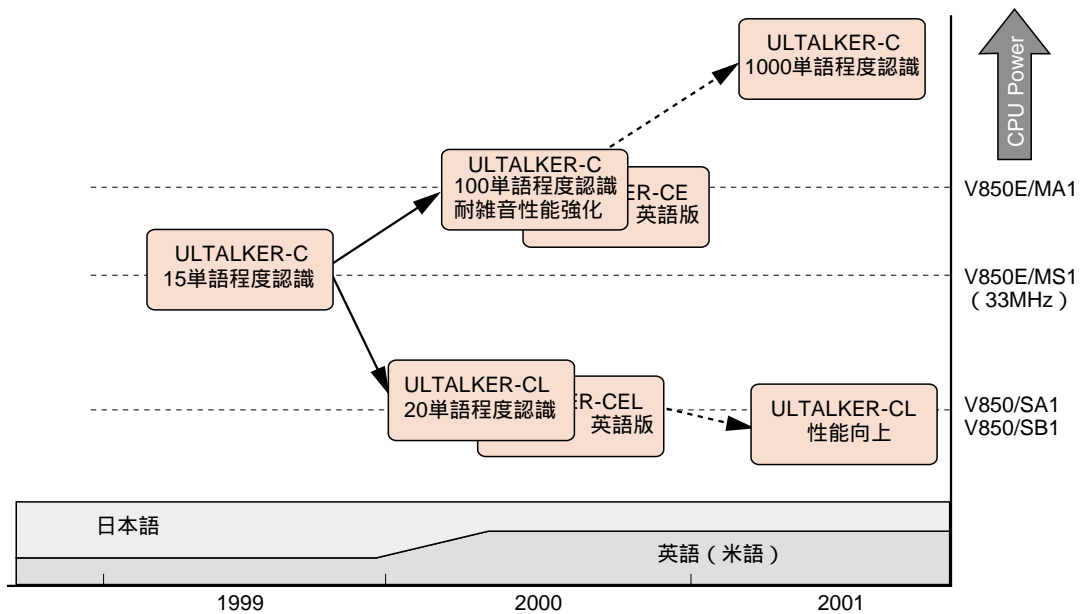 ULTALKER-C
1000単語程度認識
CPU Power
ULTALKER-C
100単語程度認識
耐雑音性能強化
ER-CE
英語版
V850E/MA1
ULTALKER-C
15単語程度認識
V850E/MS1
（33MHz）
ULTALKER-CL
20単語程度認識
ER-CEL
英語版
ULTALKER-CL
性能向上
V850/SA1
V850/SB1
日本語
英語（米語）
1999
2000
2001